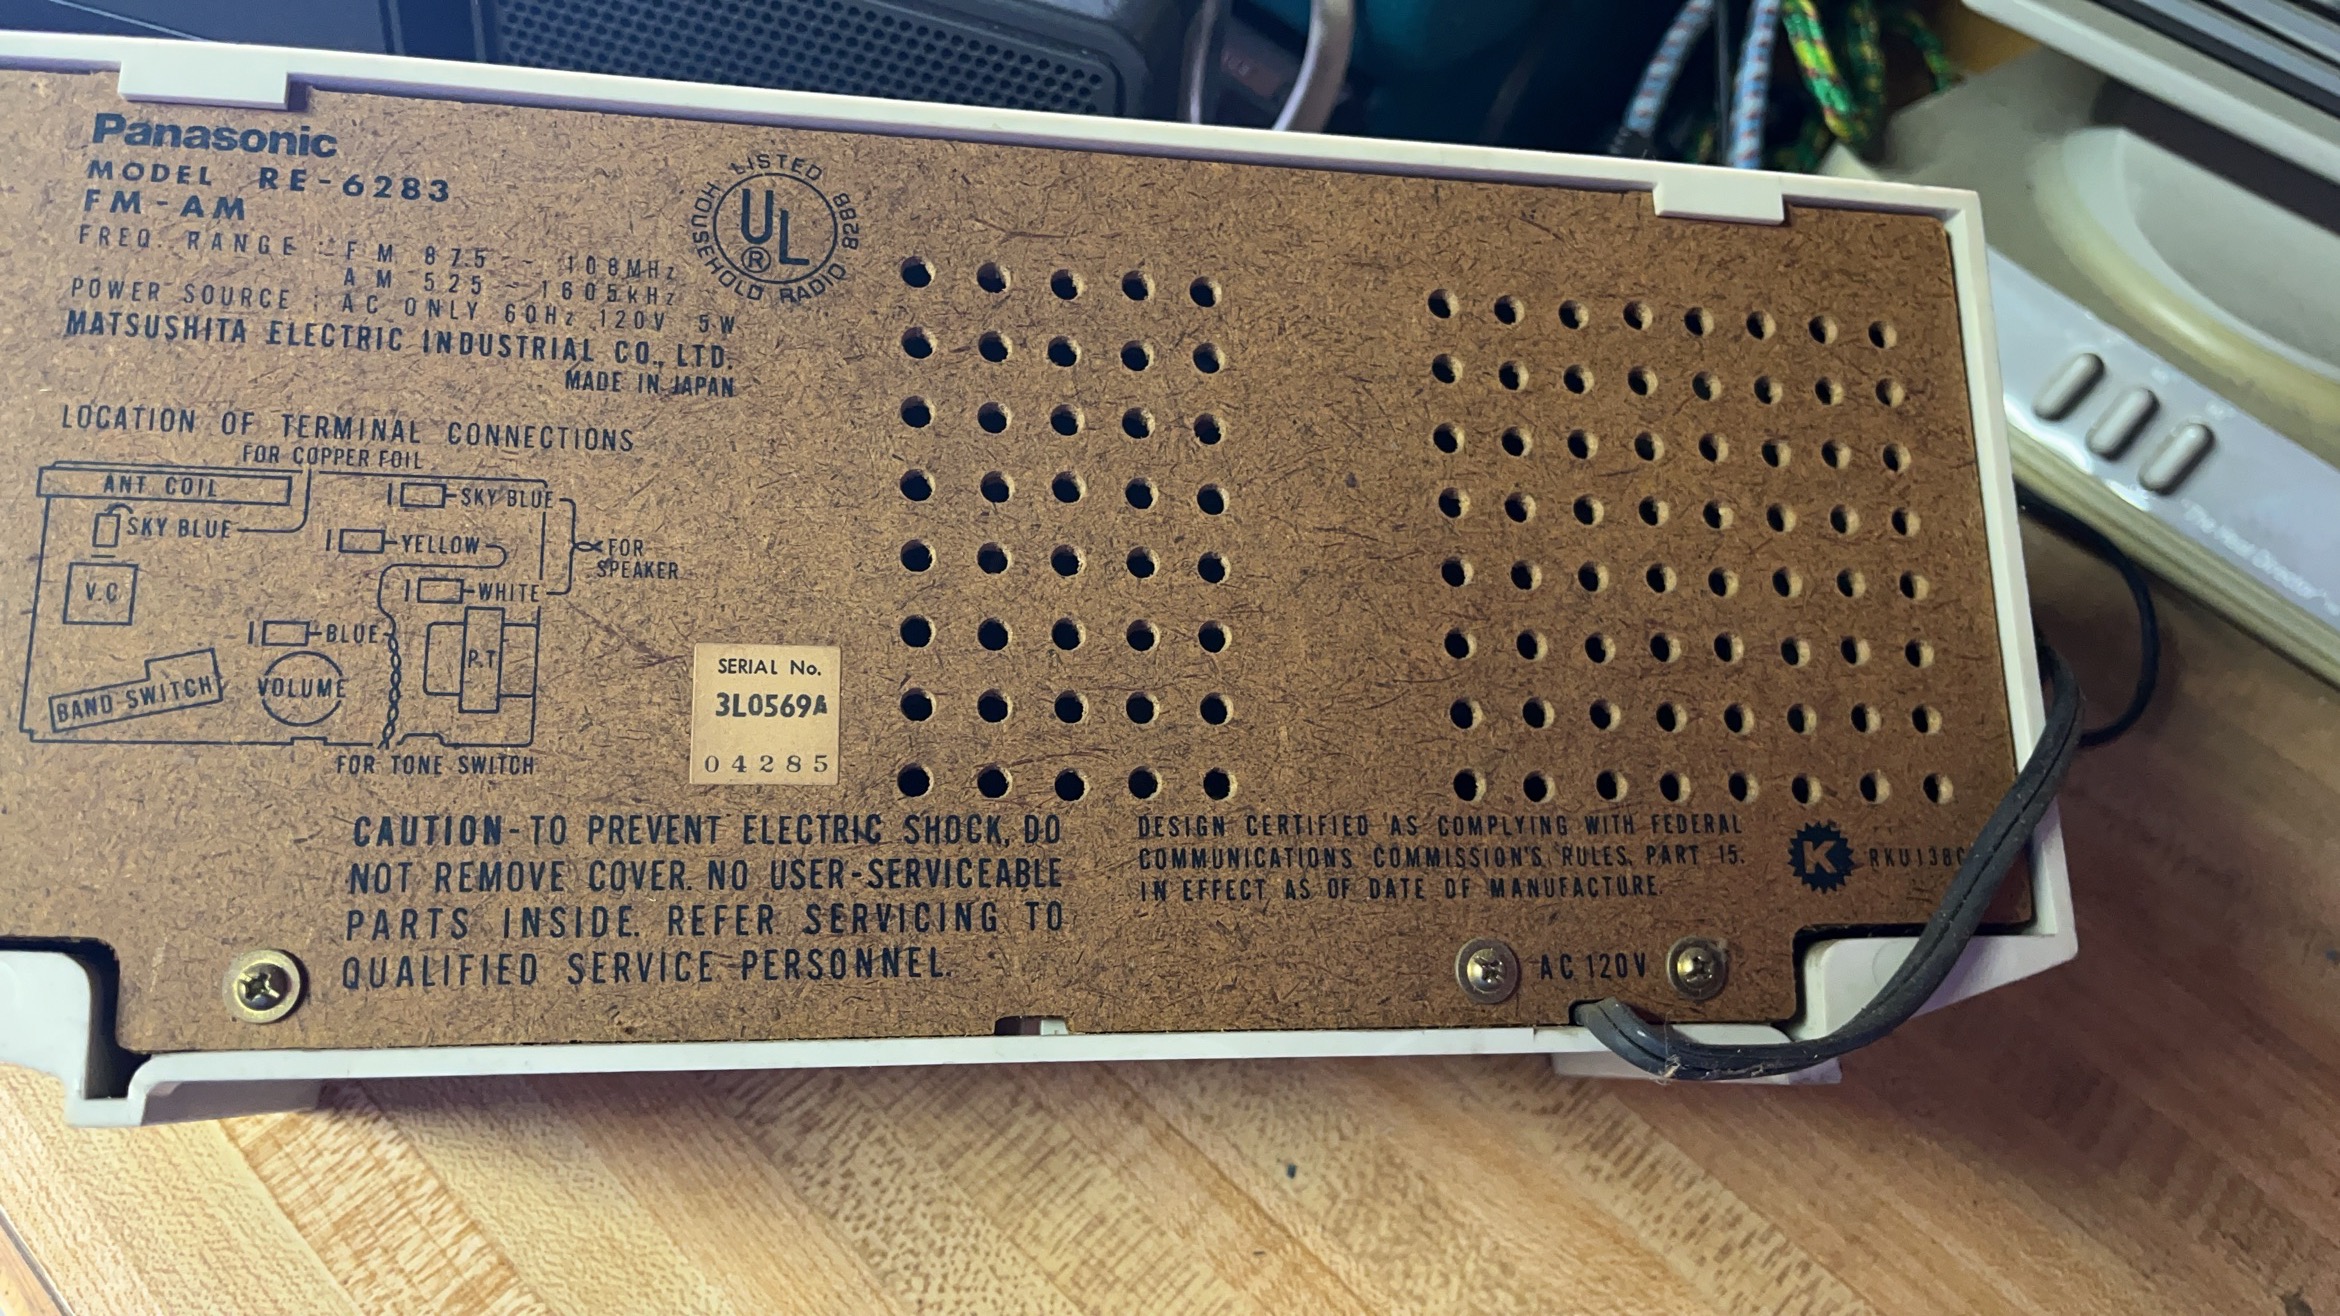 Panasonic
MODEL RE-6283
FM-AM
FREQ. RANGE : FM 87.5 - 108MHz
AM 525 - 1605kHz
POWER SOURCE : AC ONLY 60Hz 120V 5W
MATSUSHITA ELECTRIC INDUSTRIAL CO., LTD.
MADE IN JAPAN
LISTED 882B
UL
®
HOUSEHOLD RADIO
LOCATION OF TERMINAL CONNECTIONS
FOR COPPER FOIL
ANT. COIL
SKY BLUE
SKY BLUE
YELLOW
FOR
SPEAKER
V.C
WHITE
BLUE
P.T
BAND SWITCH
VOLUME
FOR TONE SWITCH
SERIAL No.
3L0569A
04285
CAUTION-TO PREVENT ELECTRIC SHOCK, DO
NOT REMOVE COVER. NO USER-SERVICEABLE
PARTS INSIDE. REFER SERVICING TO
QUALIFIED SERVICE PERSONNEL.
DESIGN CERTIFIED AS COMPLYING WITH FEDERAL
COMMUNICATIONS COMMISSION'S RULES, PART 15.
IN EFFECT AS OF DATE OF MANUFACTURE.
K
AC 120V